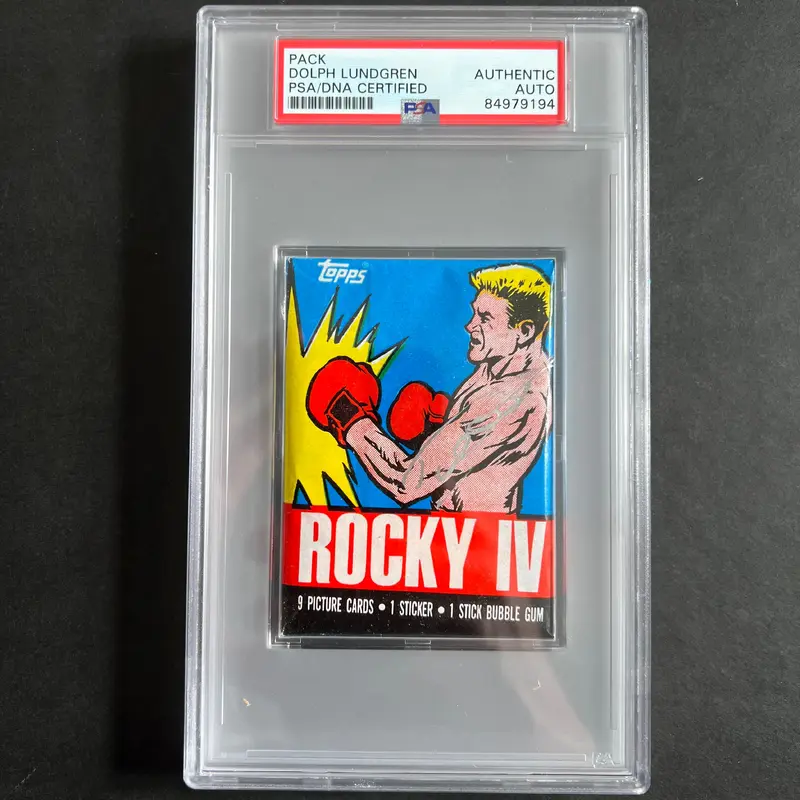 PACK
DOLPH LUNDGREN
PSA/DNA CERTIFIED
AUTHENTIC
AUTO
84979194
PSA
topps
ROCKY IV
9 PICTURE CARDS • 1 STICKER • 1 STICK BUBBLE GUM